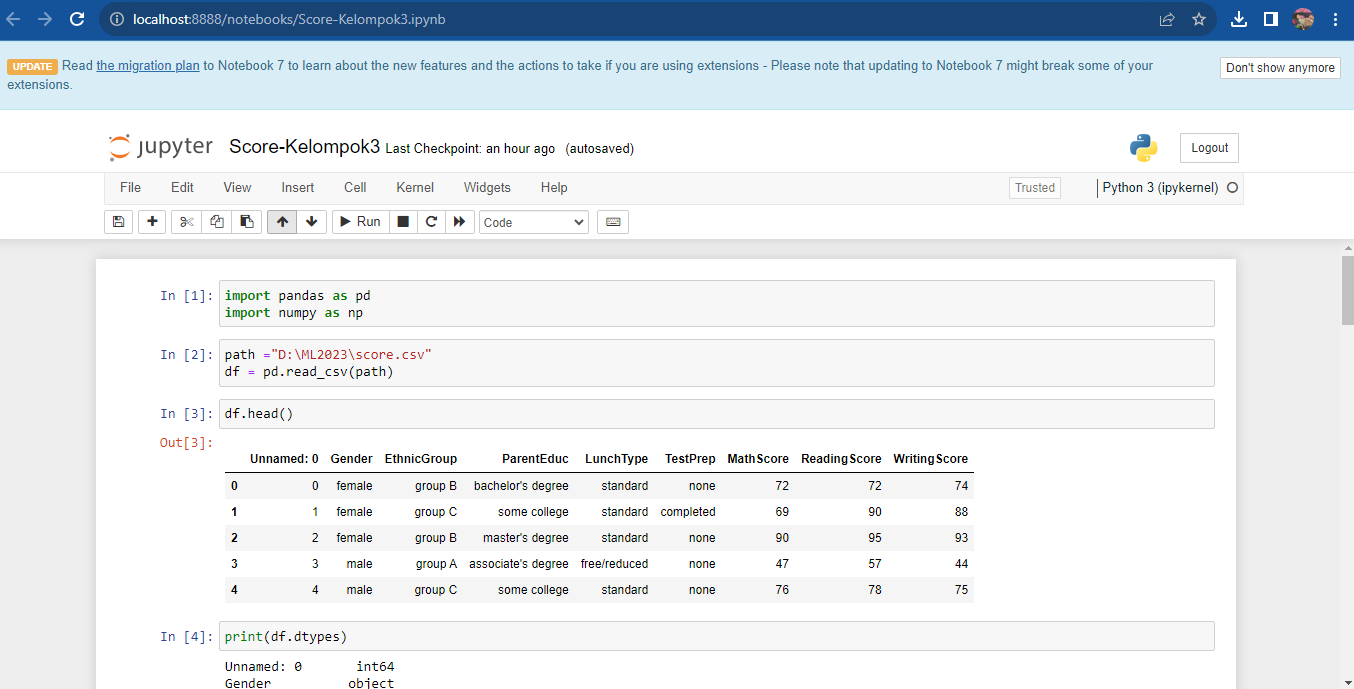 localhost:8888/notebooks/Score-Kelompok3.ipynb
UPDATE Read the migration plan to Notebook 7 to learn about the new features and the actions to take if you are using extensions - Please note that updating to Notebook 7 might break some of your
extensions.
Don't show anymore
jupyter Score-Kelompok3 Last Checkpoint: an hour ago (autosaved)
Logout
File Edit View Insert Cell Kernel Widgets Help
Trusted
Python 3 (ipykernel)
Run
Code
In [1]: import pandas as pd
import numpy as np
In [2]: path ="D:\ML2023\score.csv"
df = pd.read_csv(path)
In [3]: df.head()
Out[3]:
Unnamed: 0 Gender EthnicGroup ParentEduc LunchType TestPrep MathScore ReadingScore WritingScore
0 0 female group B bachelor's degree standard none 72 72 74
1 1 female group C some college standard completed 69 90 88
2 2 female group B master's degree standard none 90 95 93
3 3 male group A associate's degree free/reduced none 47 57 44
4 4 male group C some college standard none 76 78 75
In [4]: print(df.dtypes)
Unnamed: 0 int64
Gender object